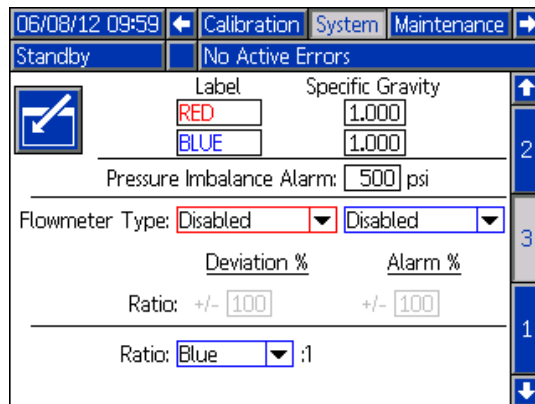 06/08/12 09:59 Calibration System Maintenance
Standby No Active Errors
Label Specific Gravity
RED 1.000
BLUE 1.000
2
Pressure Imbalance Alarm: 500 psi
Flowmeter Type: Disabled Disabled
3
Deviation % Alarm %
Ratio: +/- 100 +/- 100
1
Ratio: Blue :1